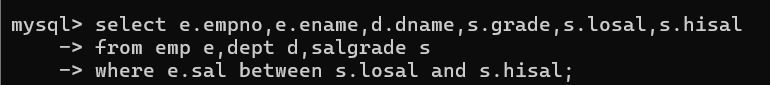 mysql> select e.empno,e.ename,d.dname,s.grade,s.losal,s.hisal
    -> from emp e,dept d,salgrade s
    -> where e.sal between s.losal and s.hisal;